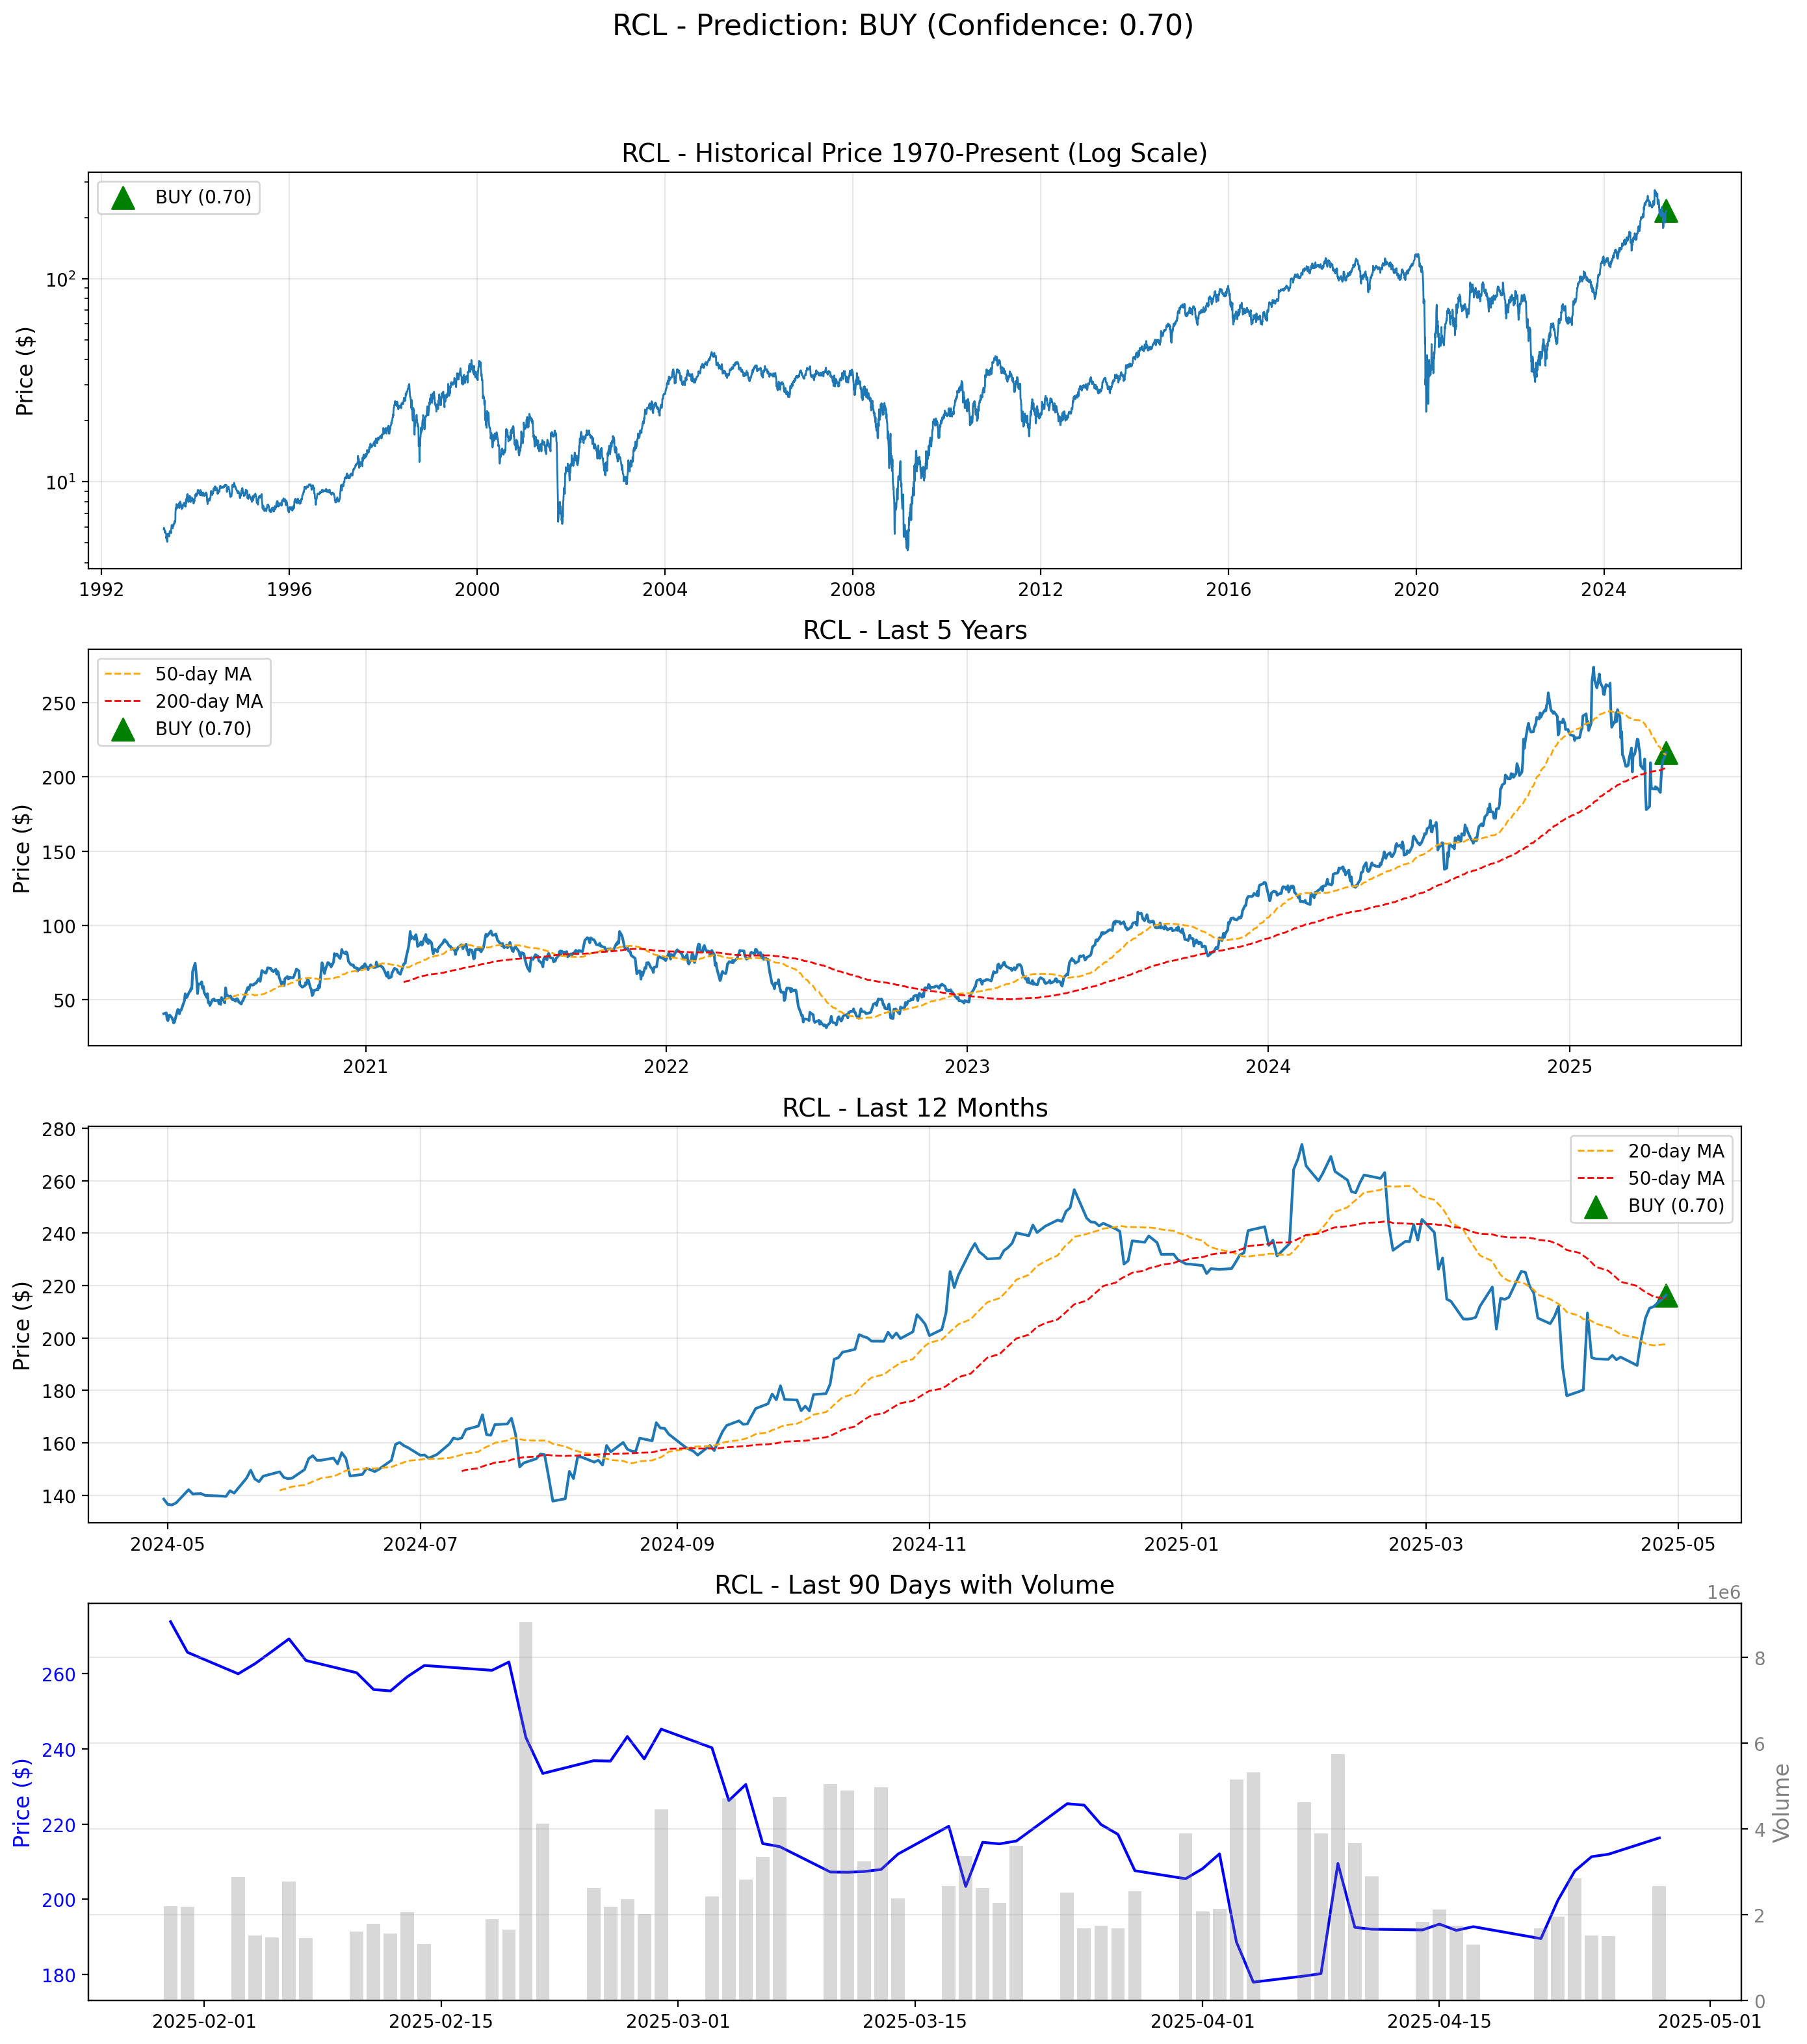 RCL - Prediction: BUY (Confidence: 0.70)
RCL - Historical Price 1970-Present (Log Scale)
BUY (0.70)
Price ($)
10²
10¹
1992 1996 2000 2004 2008 2012 2016 2020 2024
RCL - Last 5 Years
50-day MA
200-day MA
BUY (0.70)
Price ($)
250
200
150
100
50
2021 2022 2023 2024 2025
RCL - Last 12 Months
20-day MA
50-day MA
BUY (0.70)
Price ($)
280
260
240
220
200
180
160
140
2024-05 2024-07 2024-09 2024-11 2025-01 2025-03 2025-05
RCL - Last 90 Days with Volume
1e6
Price ($)
260
240
220
200
180
8
6
4
2
0
Volume
2025-02-01 2025-02-15 2025-03-01 2025-03-15 2025-04-01 2025-04-15 2025-05-01